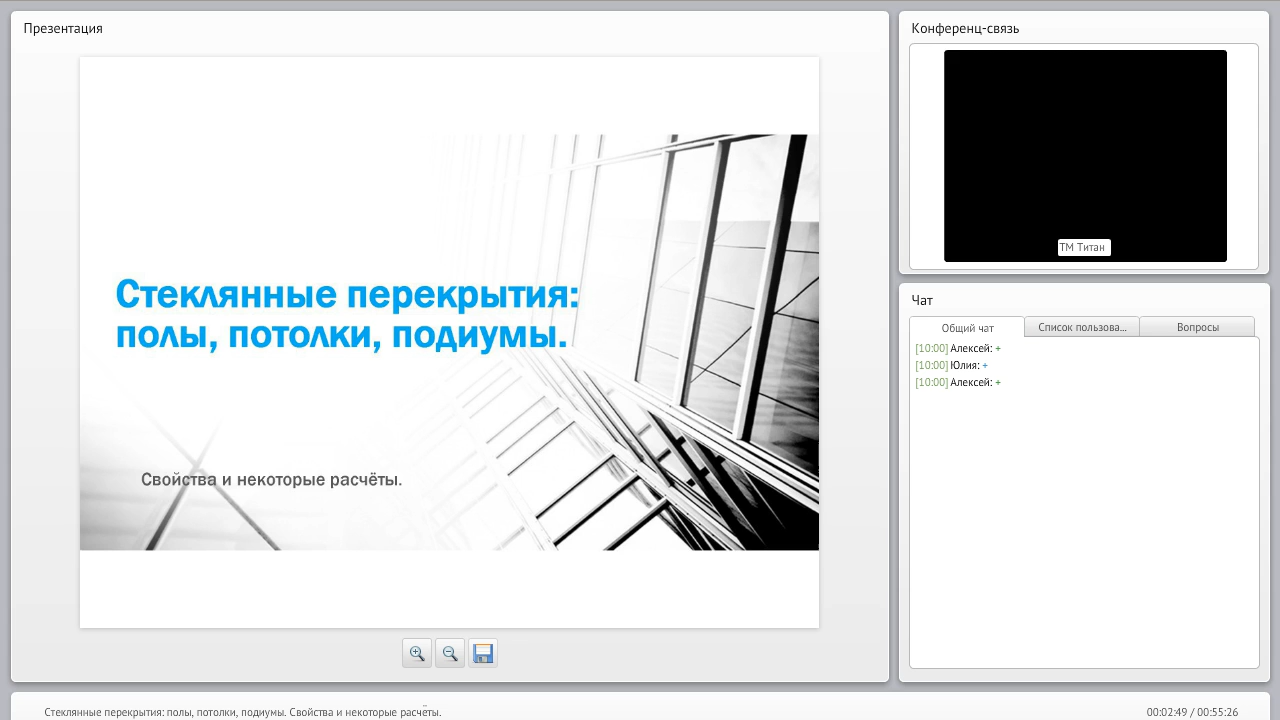 Презентация
Стеклянные перекрытия:
полы, потолки, подиумы.
Свойства и некоторые расчёты.
Конференц-связь
ТМ Титан
Чат
Общий чат
Список пользова...
Вопросы
[10:00] Алексей: +
[10:00] Юлия: +
[10:00] Алексей: +
Стеклянные перекрытия: полы, потолки, подиумы. Свойства и некоторые расчёты.
00:02:49 / 00:55:26